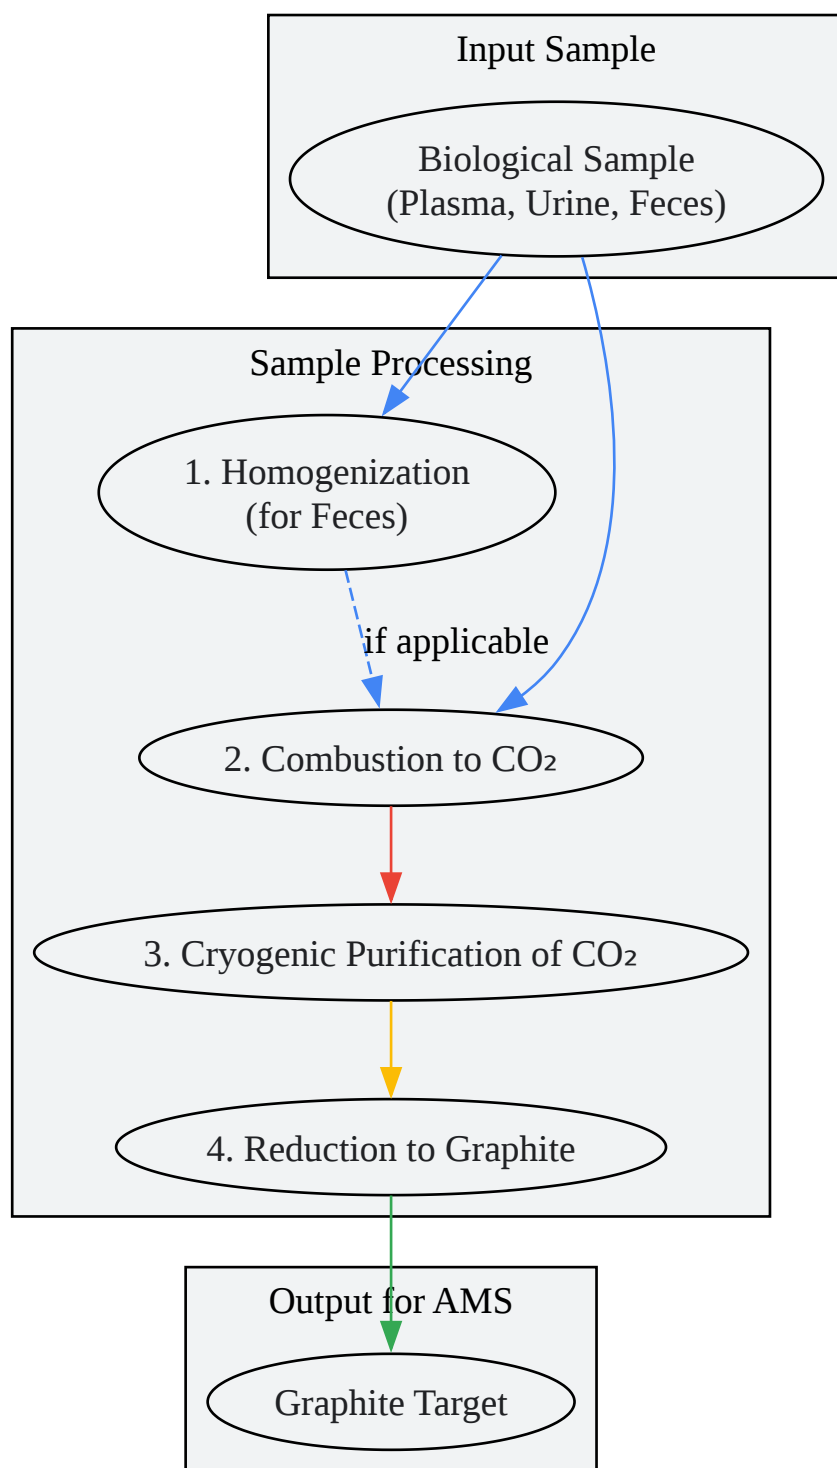 Input Sample
Biological Sample
(Plasma, Urine, Feces)
Sample Processing
1. Homogenization
(for Feces)
if applicable
2. Combustion to CO₂
3. Cryogenic Purification of CO₂
4. Reduction to Graphite
Output for AMS
Graphite Target